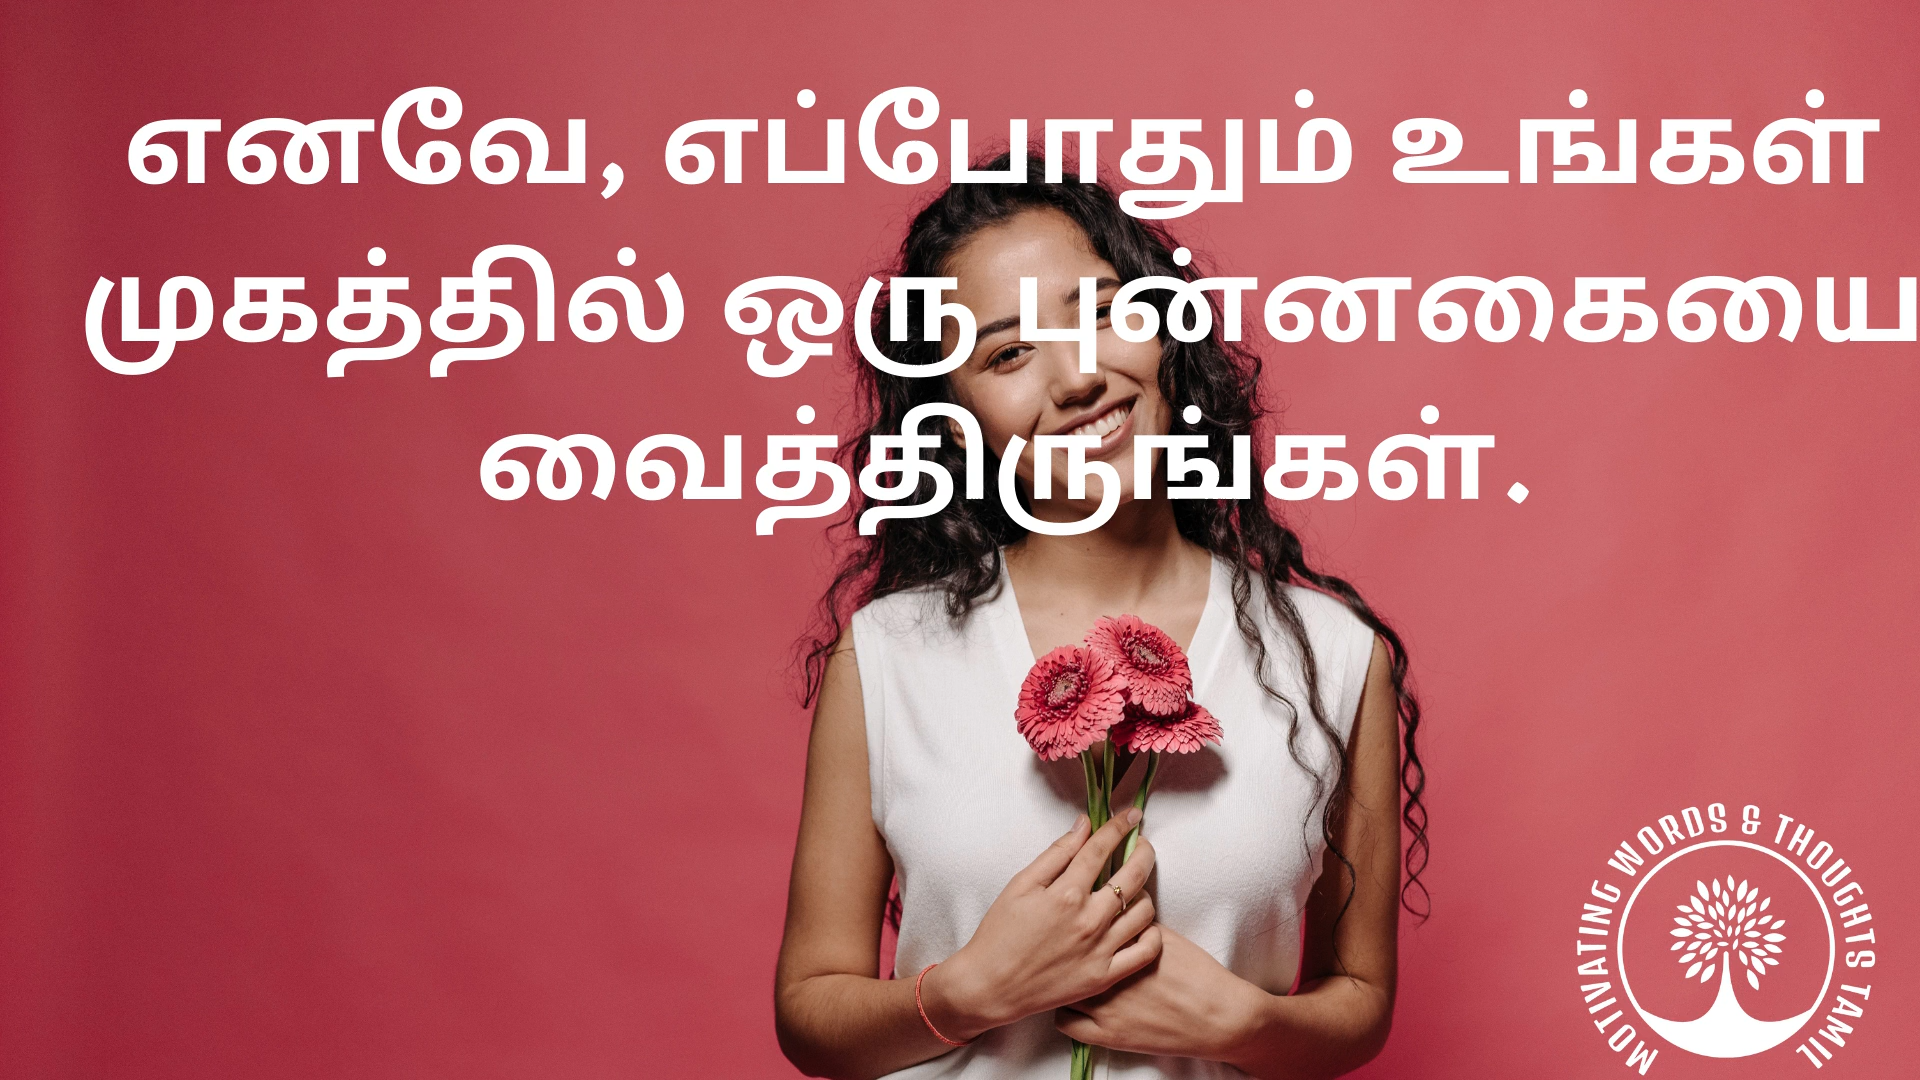 எனவே, எப்போதும் உங்கள்
முகத்தில் ஒரு புன்னகையை
வைத்திருங்கள்.
MOTIVATING WORDS & THOUGHTS TAMIL